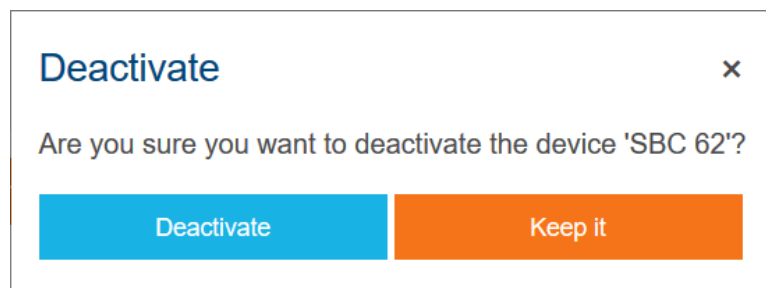 Deactivate
×
Are you sure you want to deactivate the device 'SBC 62'?
Deactivate
Keep it